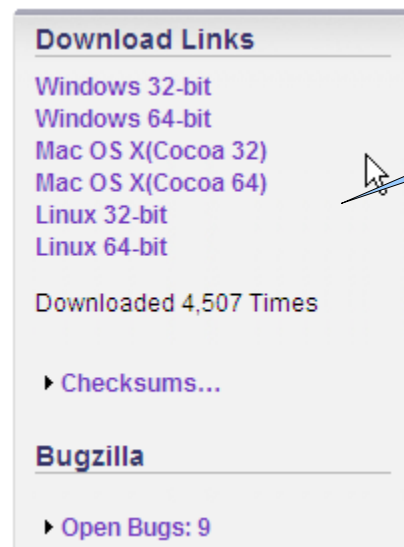 Download Links
Windows 32-bit
Windows 64-bit
Mac OS X(Cocoa 32)
Mac OS X(Cocoa 64)
Linux 32-bit
Linux 64-bit
Downloaded 4,507 Times
Checksums...
Bugzilla
Open Bugs: 9